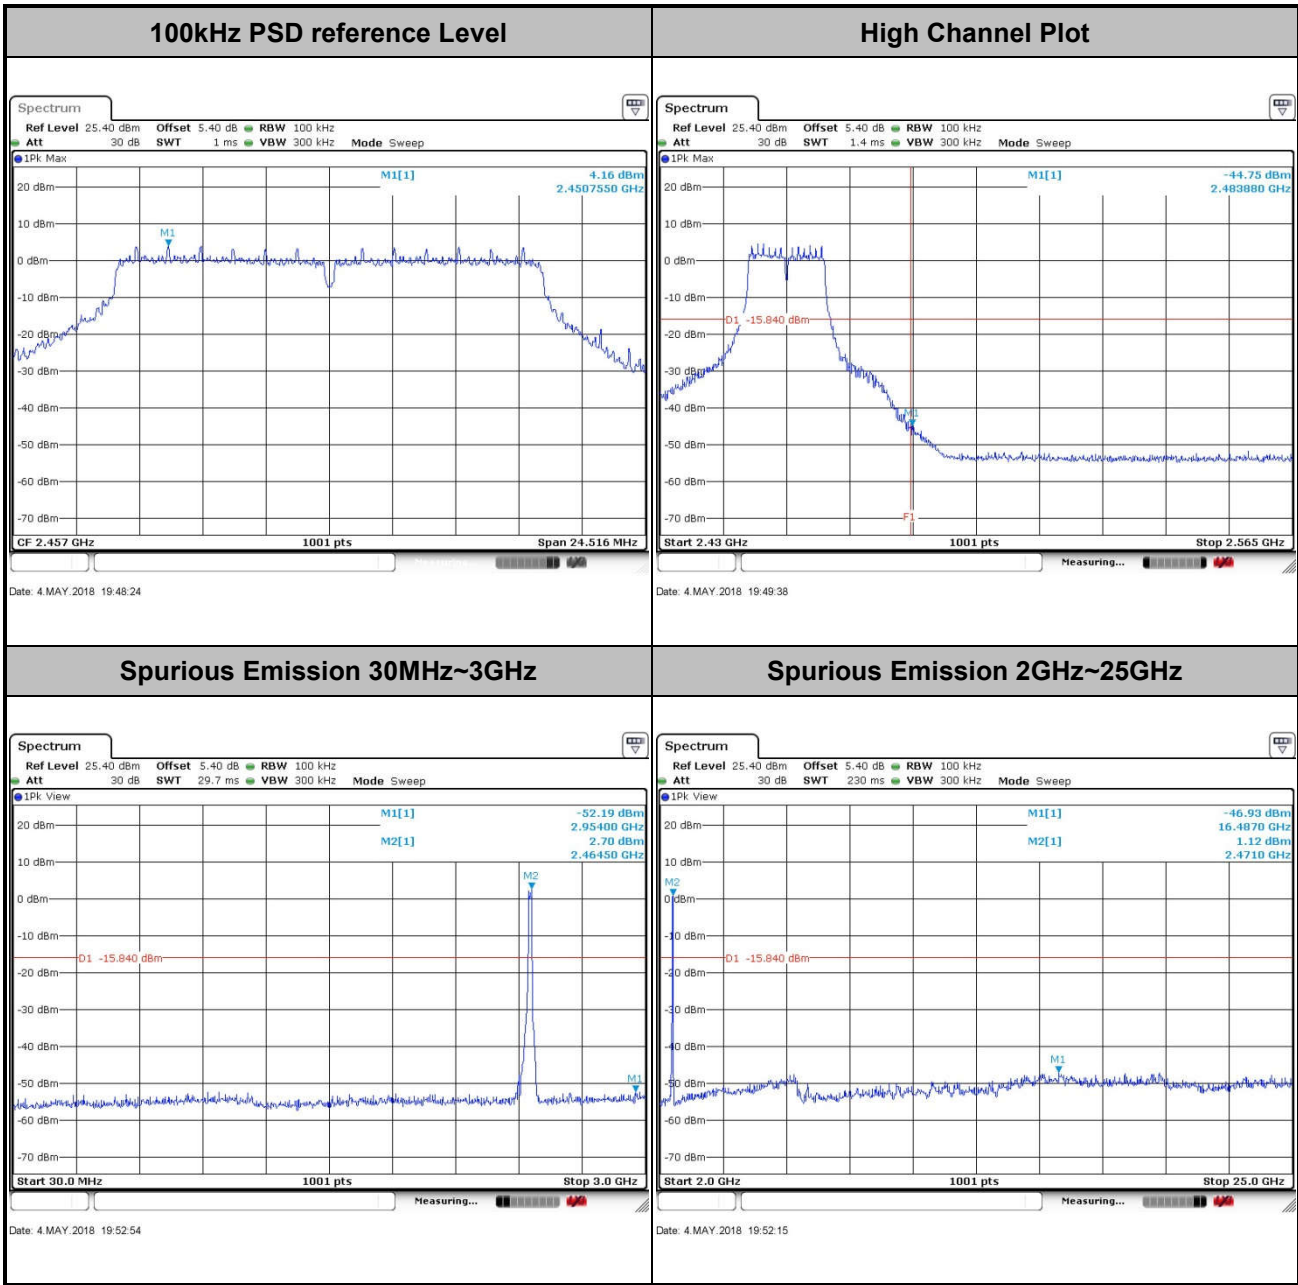 100kHz PSD reference Level
High Channel Plot
Spectrum
Ref Level 25.40 dBm Offset 5.40 dB RBW 100 kHz
Att 30 dB SWT 1 ms VBW 300 kHz Mode Sweep
1Pk Max
M1[1] 4.16 dBm
2.4507550 GHz
20 dBm
10 dBm
M1
0 dBm
-10 dBm
-20 dBm
-30 dBm
-40 dBm
-50 dBm
-60 dBm
-70 dBm
CF 2.457 GHz 1001 pts Span 24.516 MHz
Measuring...
Date: 4.MAY.2018 19:48:24
Spectrum
Ref Level 25.40 dBm Offset 5.40 dB RBW 100 kHz
Att 30 dB SWT 1.4 ms VBW 300 kHz Mode Sweep
1Pk Max
M1[1] -44.75 dBm
2.483880 GHz
20 dBm
10 dBm
0 dBm
-10 dBm
D1 -15.840 dBm
-20 dBm
-30 dBm
-40 dBm
M1
-50 dBm
-60 dBm
-70 dBm
F1
Start 2.43 GHz 1001 pts Stop 2.565 GHz
Measuring...
Date: 4.MAY.2018 19:49:38
Spurious Emission 30MHz~3GHz
Spurious Emission 2GHz~25GHz
Spectrum
Ref Level 25.40 dBm Offset 5.40 dB RBW 100 kHz
Att 30 dB SWT 29.7 ms VBW 300 kHz Mode Sweep
1Pk View
M1[1] -52.19 dBm
2.95400 GHz
20 dBm
M2[1] 2.70 dBm
2.46450 GHz
10 dBm
M2
0 dBm
-10 dBm
D1 -15.840 dBm
-20 dBm
-30 dBm
-40 dBm
M1
-50 dBm
-60 dBm
-70 dBm
Start 30.0 MHz 1001 pts Stop 3.0 GHz
Measuring...
Date: 4.MAY.2018 19:52:54
Spectrum
Ref Level 25.40 dBm Offset 5.40 dB RBW 100 kHz
Att 30 dB SWT 230 ms VBW 300 kHz Mode Sweep
1Pk View
M1[1] -46.93 dBm
16.4870 GHz
20 dBm
M2[1] 1.12 dBm
2.4710 GHz
10 dBm
M2
0 dBm
-10 dBm
D1 -15.840 dBm
-20 dBm
-30 dBm
-40 dBm
M1
-50 dBm
-60 dBm
-70 dBm
Start 2.0 GHz 1001 pts Stop 25.0 GHz
Measuring...
Date: 4.MAY.2018 19:52:15